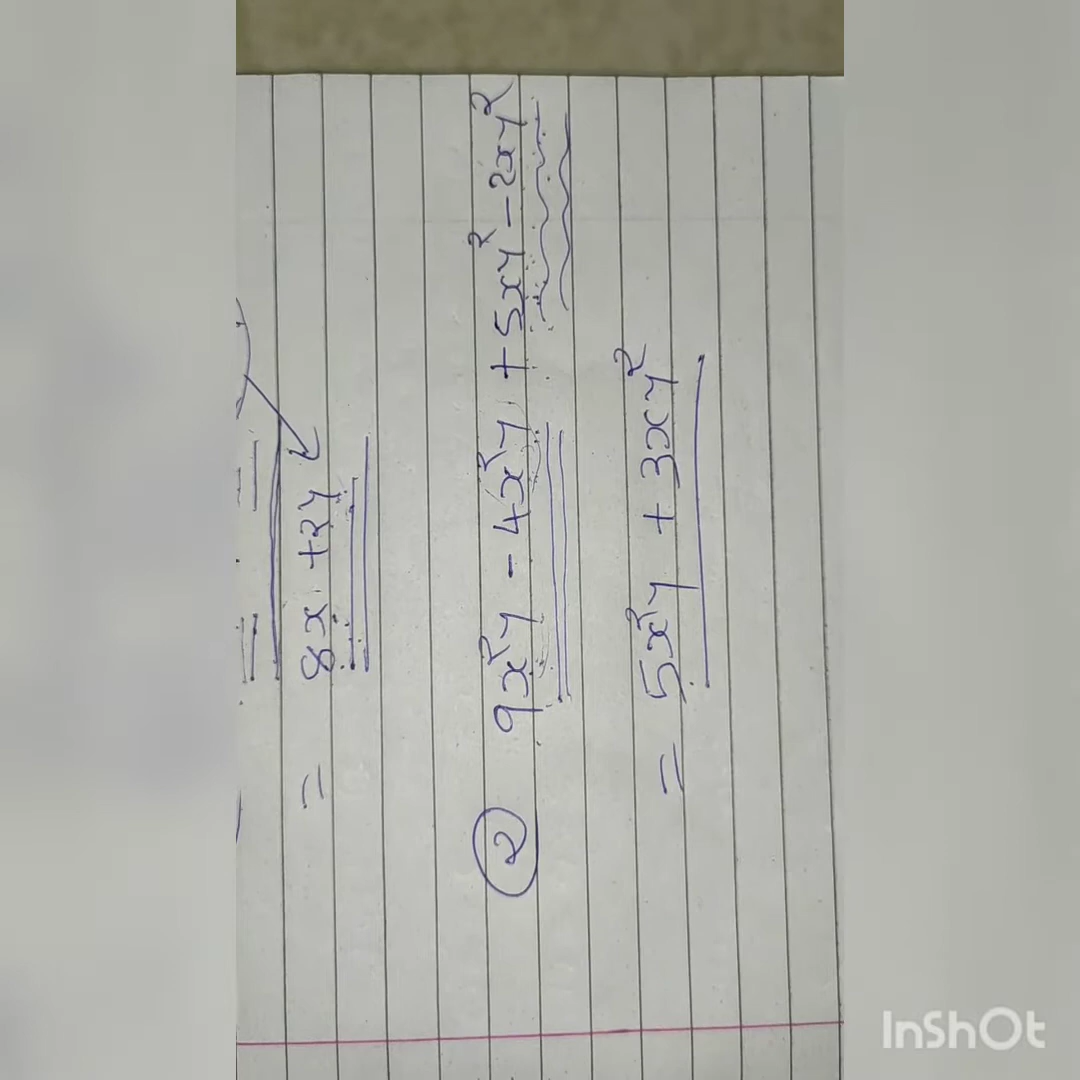 = 8x + 2y
② 9x²y - 4x²y + 5xy² - 2xy²
= 5x²y + 3xy²
InShOt